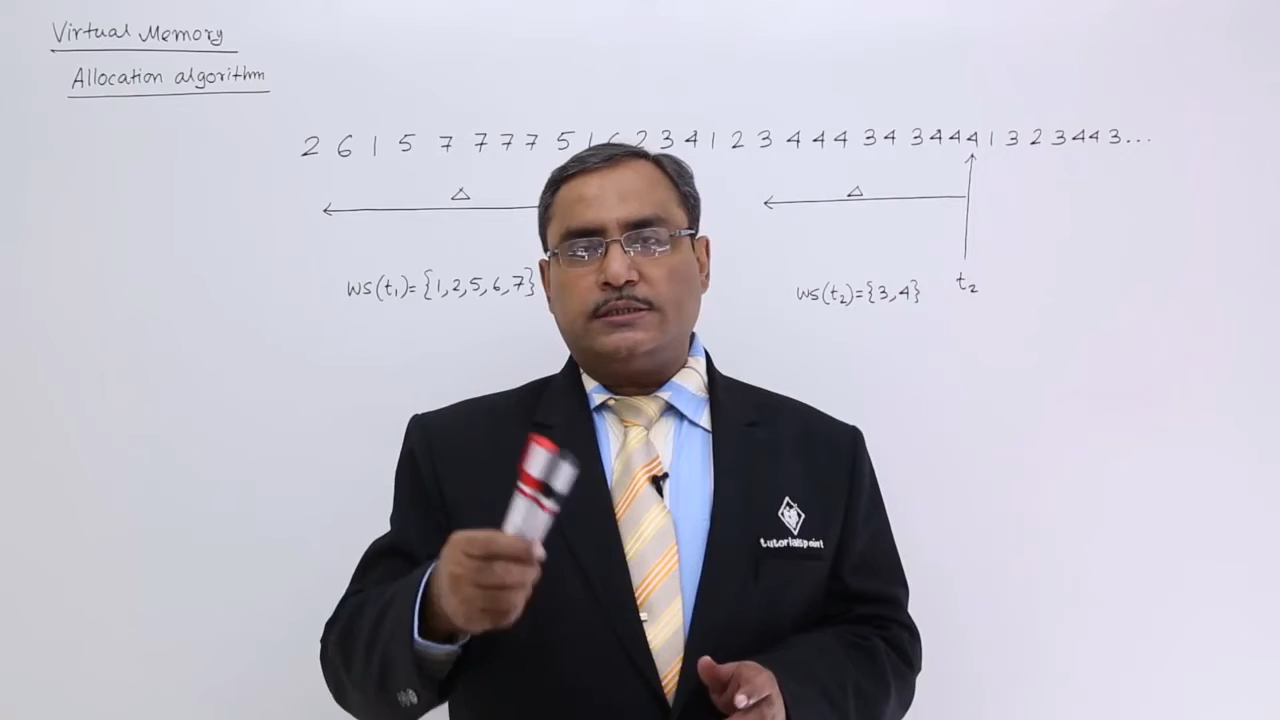 Virtual Memory
Allocation algorithm
2 6 1 5 7 7 7 7 5 1 6 2 3 4 1 2 3 4 4 4 3 4 3 4 4 4 1 3 2 3 4 4 3 ...
Δ Δ
WS(t₁)={1,2,5,6,7} WS(t₂)={3,4} t₂
tutorialspoint